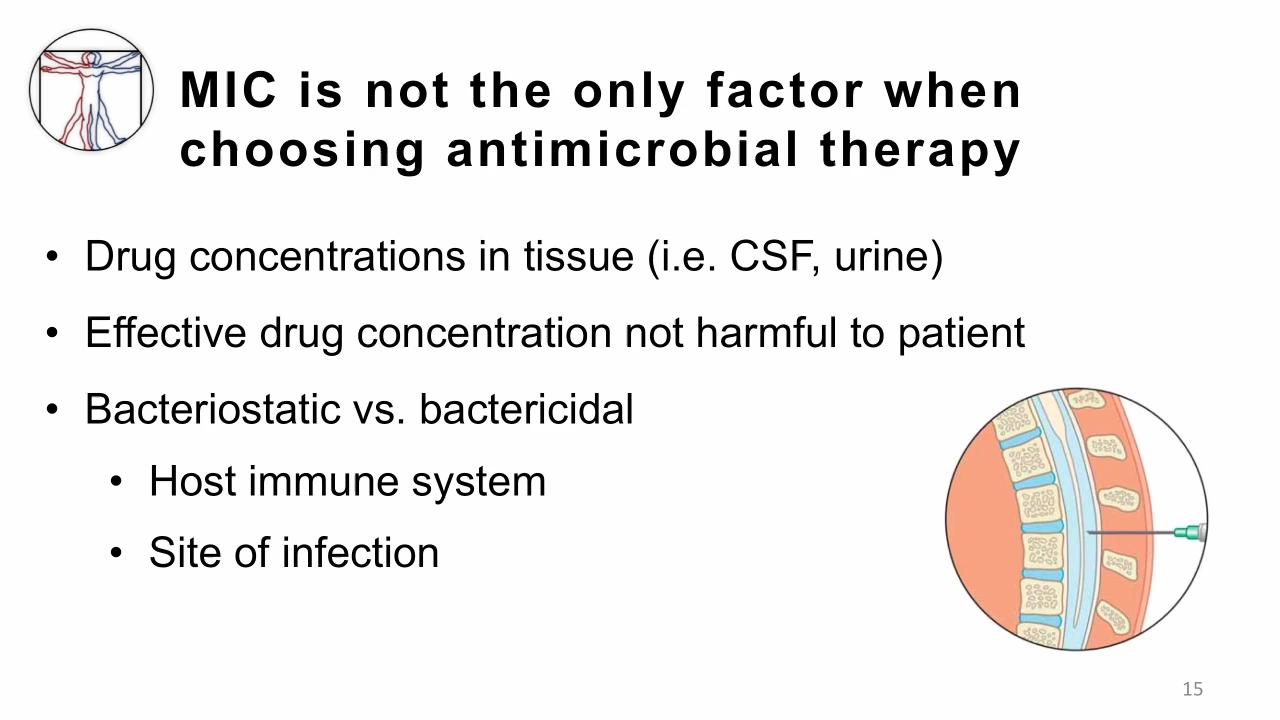 MIC is not the only factor when
choosing antimicrobial therapy
• Drug concentrations in tissue (i.e. CSF, urine)
• Effective drug concentration not harmful to patient
• Bacteriostatic vs. bactericidal
• Host immune system
• Site of infection
15